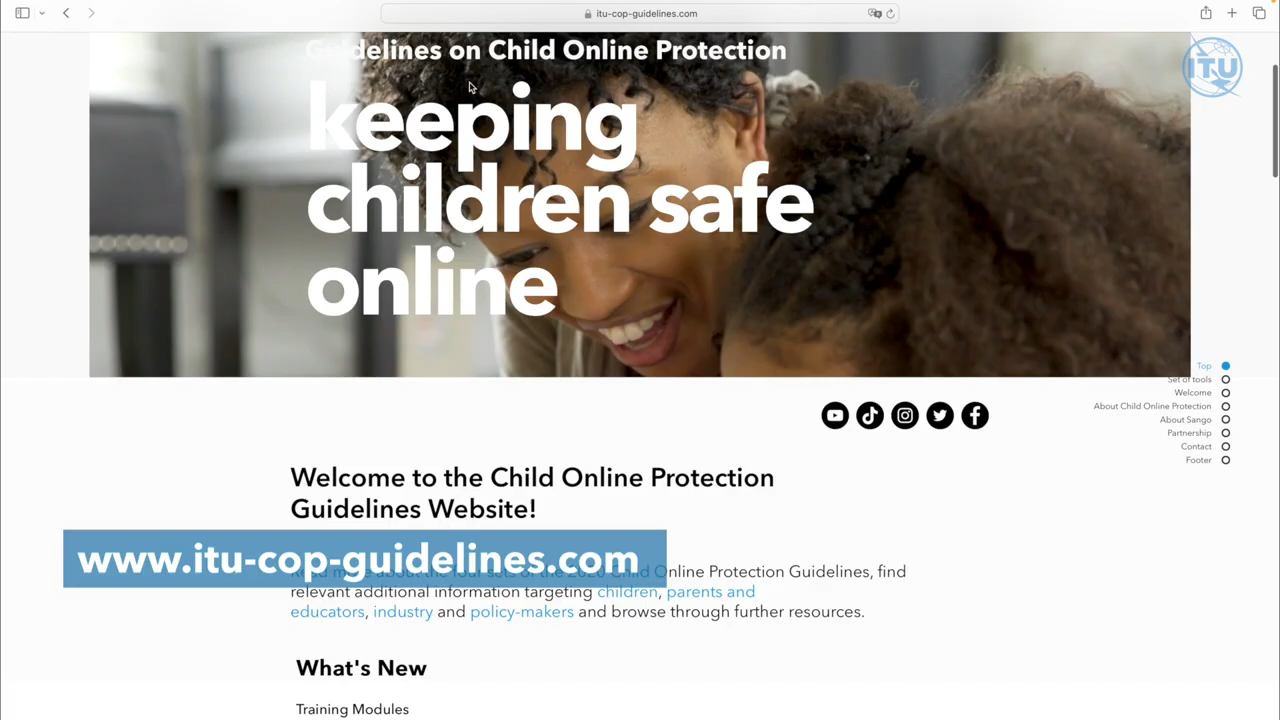 itu-cop-guidelines.com
Guidelines on Child Online Protection
ITU
keeping
children safe
online
Top
Set of tools
Welcome
About Child Online Protection
About Sango
Partnership
Contact
Footer
Welcome to the Child Online Protection
Guidelines Website!
www.itu-cop-guidelines.com
Read more about the four sets of the 2020 Child Online Protection Guidelines, find
relevant additional information targeting children, parents and
educators, industry and policy-makers and browse through further resources.
What's New
Training Modules